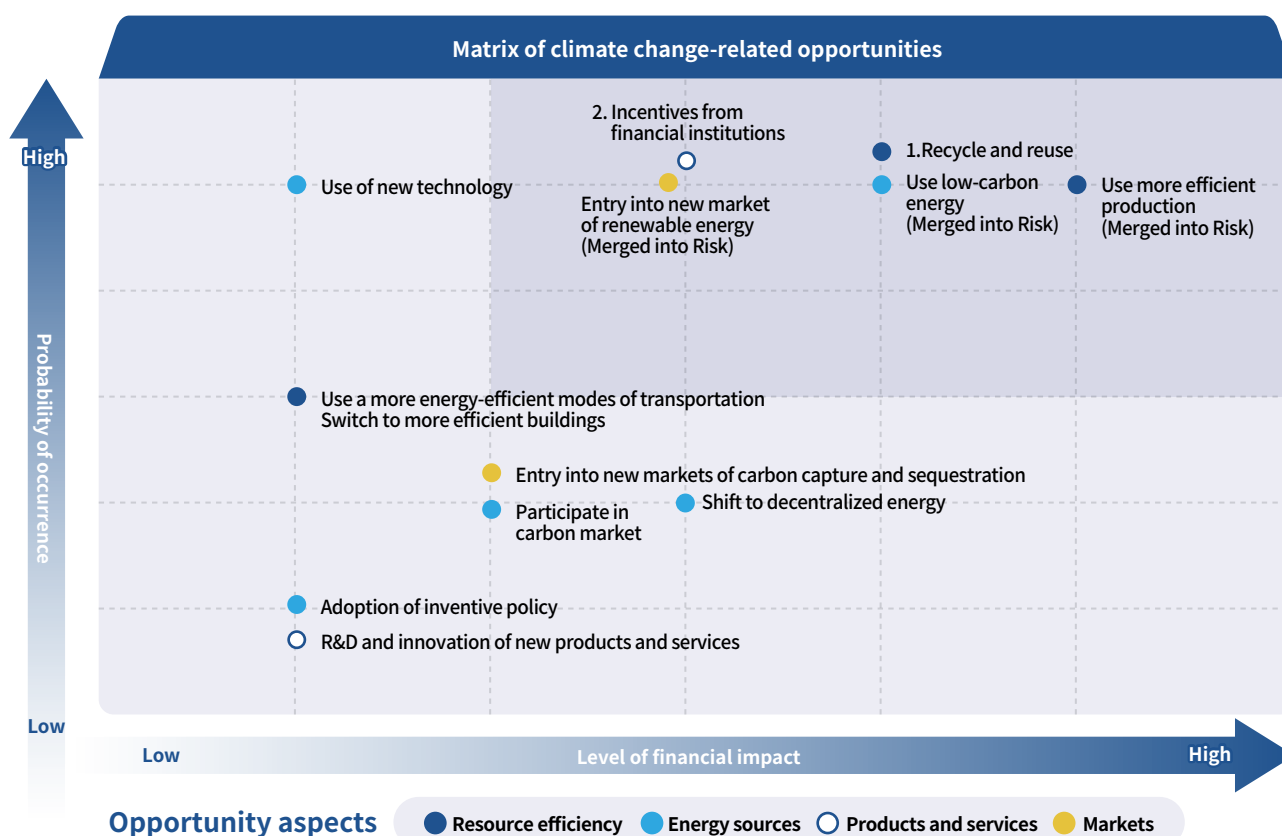 Matrix of climate change-related opportunities
High
Probability of occurrence
Low
2. Incentives from
financial institutions
1.Recycle and reuse
Use of new technology
Entry into new market
of renewable energy
(Merged into Risk)
Use low-carbon
energy
(Merged into Risk)
Use more efficient
production
(Merged into Risk)
Use a more energy-efficient modes of transportation
Switch to more efficient buildings
Entry into new markets of carbon capture and sequestration
Participate in
carbon market
Shift to decentralized energy
Adoption of inventive policy
R&D and innovation of new products and services
Low
Level of financial impact
High
Opportunity aspects
Resource efficiency
Energy sources
Products and services
Markets